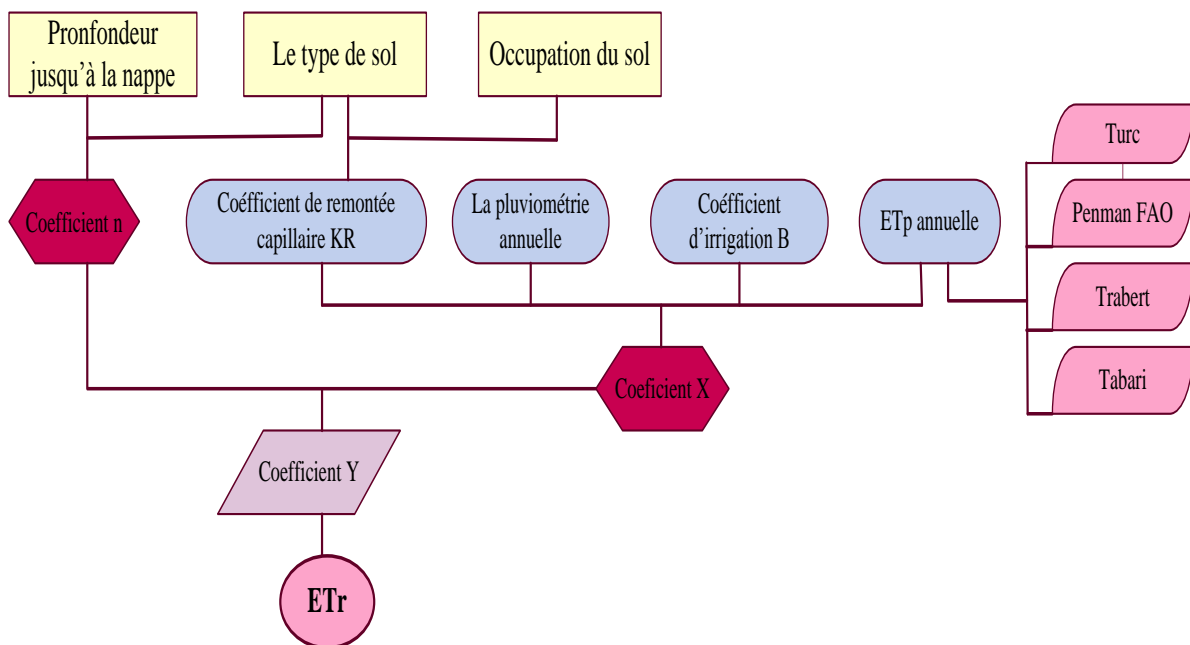 Pronfondeur
jusqu'à la nappe
Le type de sol
Occupation du sol
Turc
Coefficient n
Coéfficient de remontée
capillaire KR
La pluviométrie
annuelle
Coéfficient
d'irrigation B
ETp annuelle
Penman FAO
Trabert
Tabari
Coeficient X
Coefficient Y
ETr